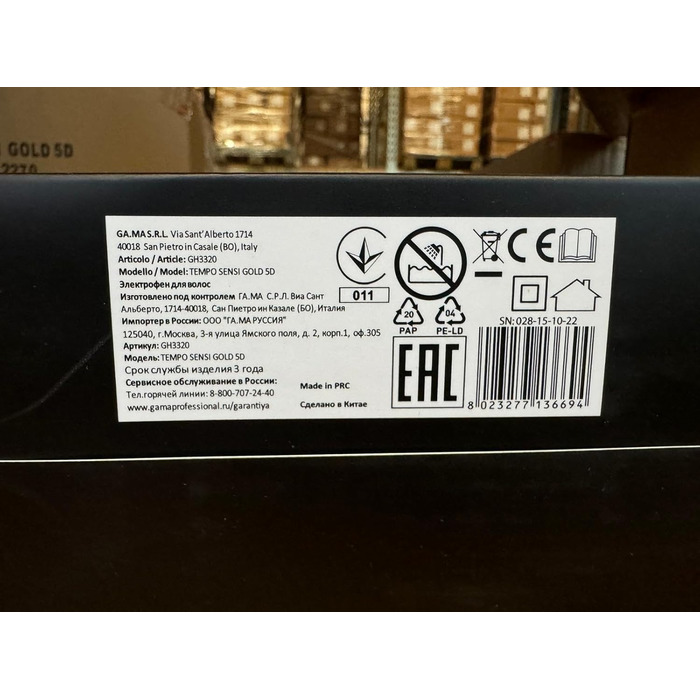 GOLD 5D
2270
GA.MA S.R.L. Via Sant'Alberto 1714
40018 San Pietro in Casale (BO), Italy
Articolo / Article: GH3320
Modello / Model: TEMPO SENSI GOLD 5D
Электрофен для волос
Изготовлено под контролем ГА.МА С.Р.Л. Виа Сант
Альберто, 1714-40018, Сан Пиетро ин Казале (БО), Италия
Импортер в России: ООО "ГА.МА РУССИЯ"
125040, г.Москва, 3-я улица Ямского поля, д. 2, корп.1, оф.305
Артикул: GH3320
Модель: TEMPO SENSI GOLD 5D
Срок службы изделия 3 года
Сервисное обслуживание в России:
Тел.горячей линии: 8-800-707-24-40
www.gamaprofessional.ru/garantiya
Made in PRC
Сделано в Китае
011
20
PAP
04
PE-LD
EAC
CE
SN: 028-15-10-22
8 023277 136694